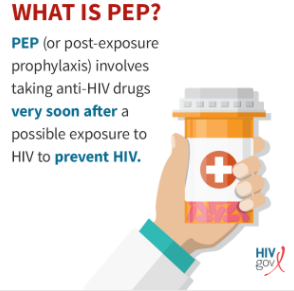 WHAT IS PEP?
PEP (or post-exposure
prophylaxis) involves
taking anti-HIV drugs
very soon after a
possible exposure to
HIV to prevent HIV.
HIV
gov